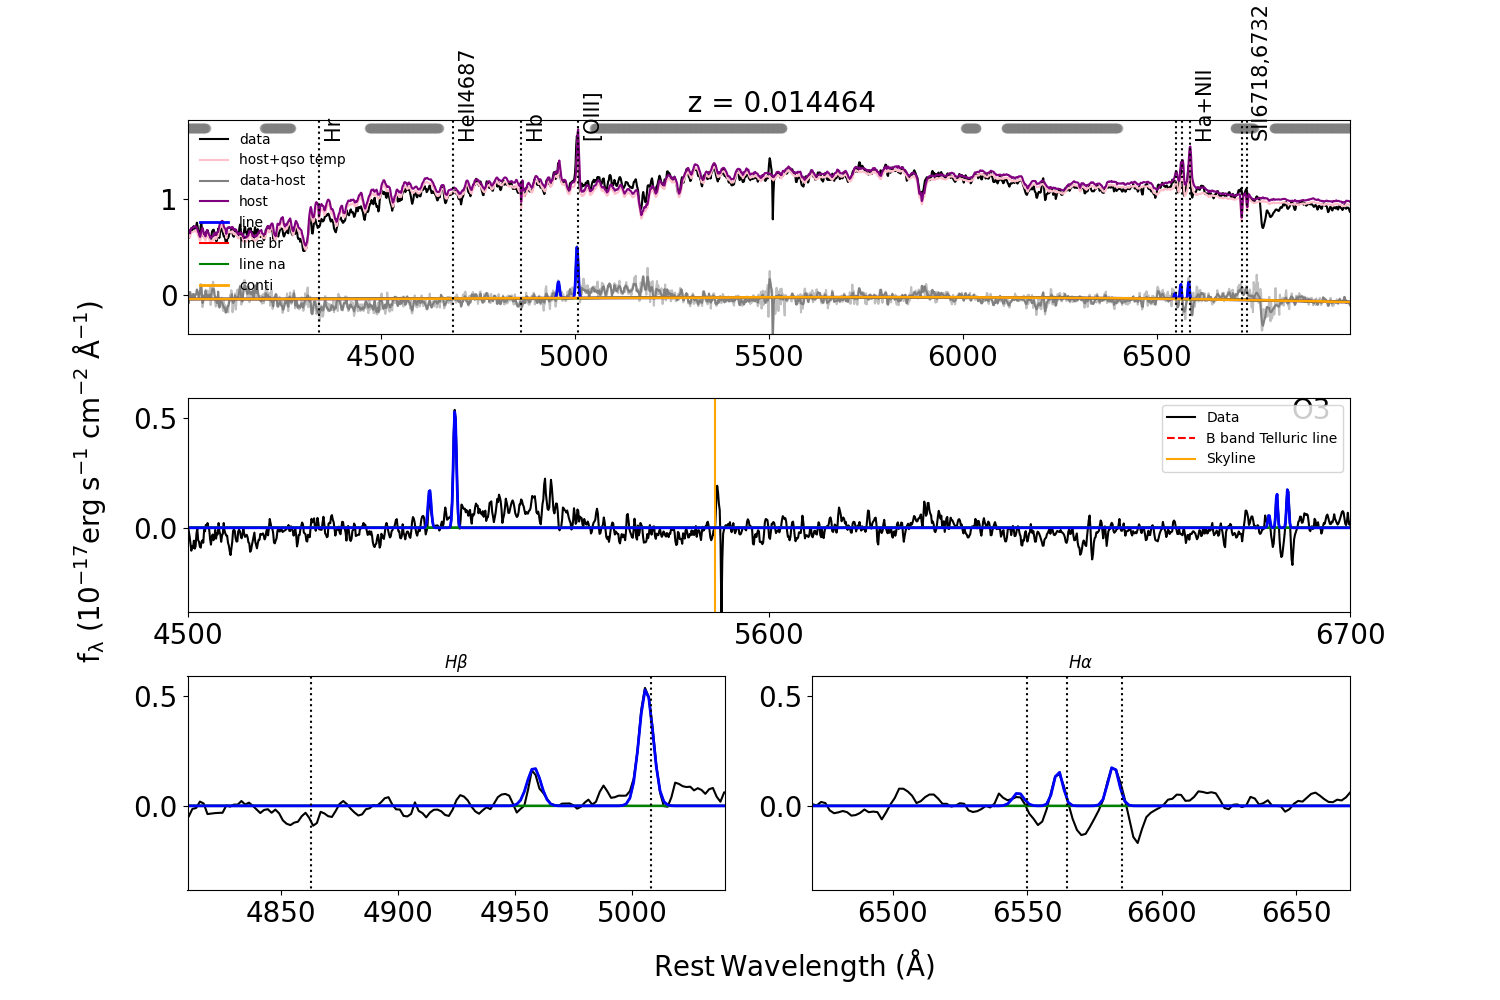 z = 0.014464
Hr
HeII4687
Hb
[OIII]
Ha+NII
SII6718,6732
data
host+qso temp
data-host
host
line
line br
line na
conti
1
0
4500
5000
5500
6000
6500
fλ (10⁻¹⁷erg s⁻¹ cm⁻² Å⁻¹)
O3
Data
B band Telluric line
Skyline
0.5
0.0
4500
5600
6700
Hβ
0.5
0.0
4850
4900
4950
5000
Hα
0.5
0.0
6500
6550
6600
6650
Rest Wavelength (Å)